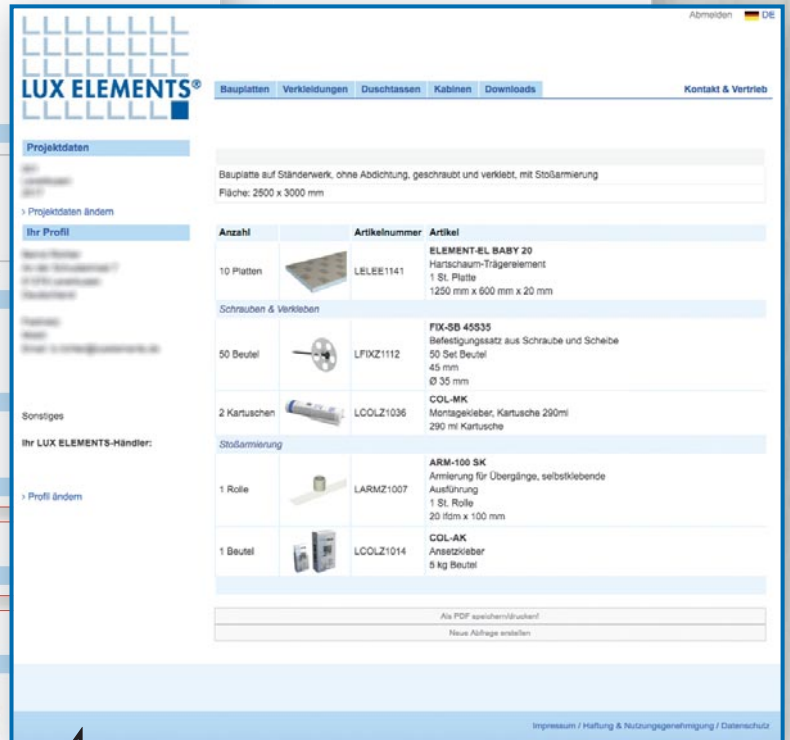 Abmelden DE
LUX ELEMENTS®
Bauplatten Verkleidungen Duschtassen Kabinen Downloads Kontakt & Vertrieb
Projektdaten
› Projektdaten ändern
Ihr Profil
Sonstiges
Ihr LUX ELEMENTS-Händler:
› Profil ändern
Bauplatte auf Ständerwerk, ohne Abdichtung, geschraubt und verklebt, mit Stoßarmierung
Fläche: 2500 x 3000 mm
Anzahl Artikelnummer Artikel
10 Platten LELEE1141 ELEMENT-EL BABY 20
Hartschaum-Trägerelement
1 St. Platte
1250 mm x 600 mm x 20 mm
Schrauben & Verkleben
50 Beutel LFIXZ1112 FIX-SB 45S35
Befestigungssatz aus Schraube und Scheibe
50 Set Beutel
45 mm
Ø 35 mm
2 Kartuschen LCOLZ1036 COL-MK
Montagekleber, Kartusche 290ml
290 ml Kartusche
Stoßarmierung
1 Rolle LARMZ1007 ARM-100 SK
Armierung für Übergänge, selbstklebende
Ausführung
1 St. Rolle
20 lfdm x 100 mm
1 Beutel LCOLZ1014 COL-AK
Ansetzkleber
5 kg Beutel
Als PDF speichern/drucken!
Neue Abfrage erstellen
Impressum / Haftung & Nutzungsgenehmigung / Datenschutz